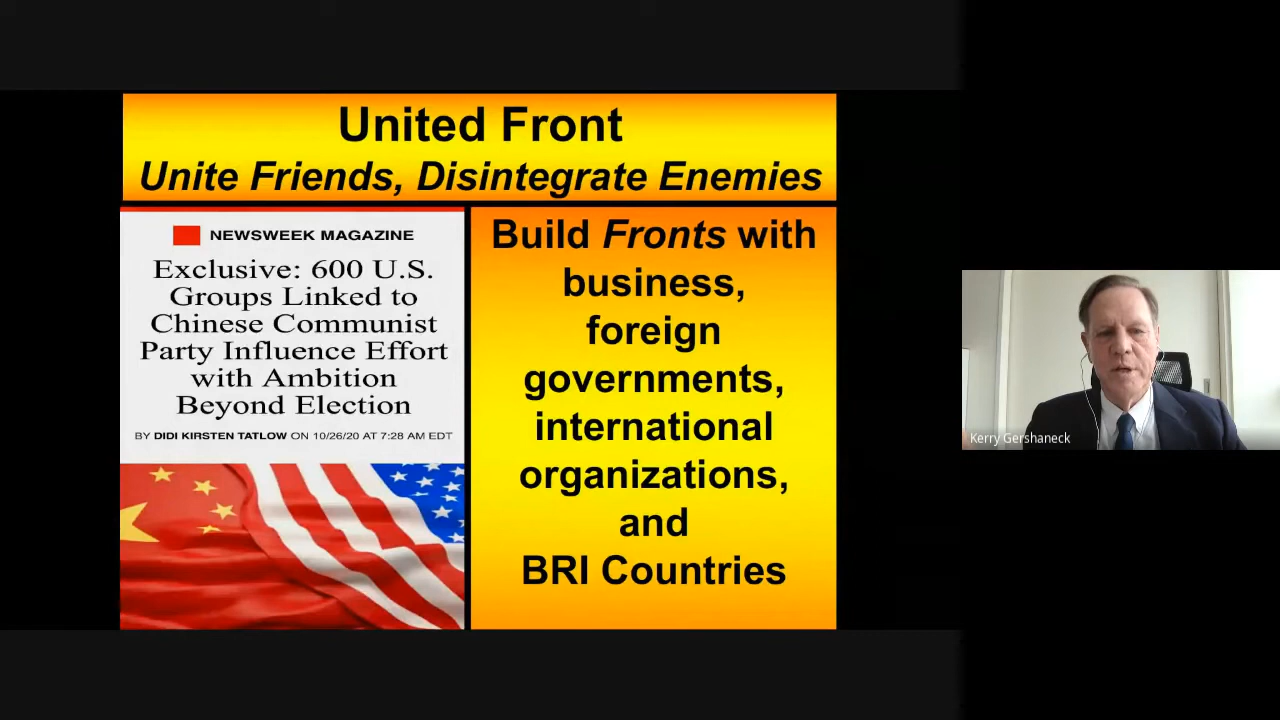 United Front
Unite Friends, Disintegrate Enemies
NEWSWEEK MAGAZINE
Exclusive: 600 U.S.
Groups Linked to
Chinese Communist
Party Influence Effort
with Ambition
Beyond Election
BY DIDI KIRSTEN TATLOW ON 10/26/20 AT 7:28 AM EDT
Build Fronts with
business,
foreign
governments,
international
organizations,
and
BRI Countries
Kerry Gershaneck